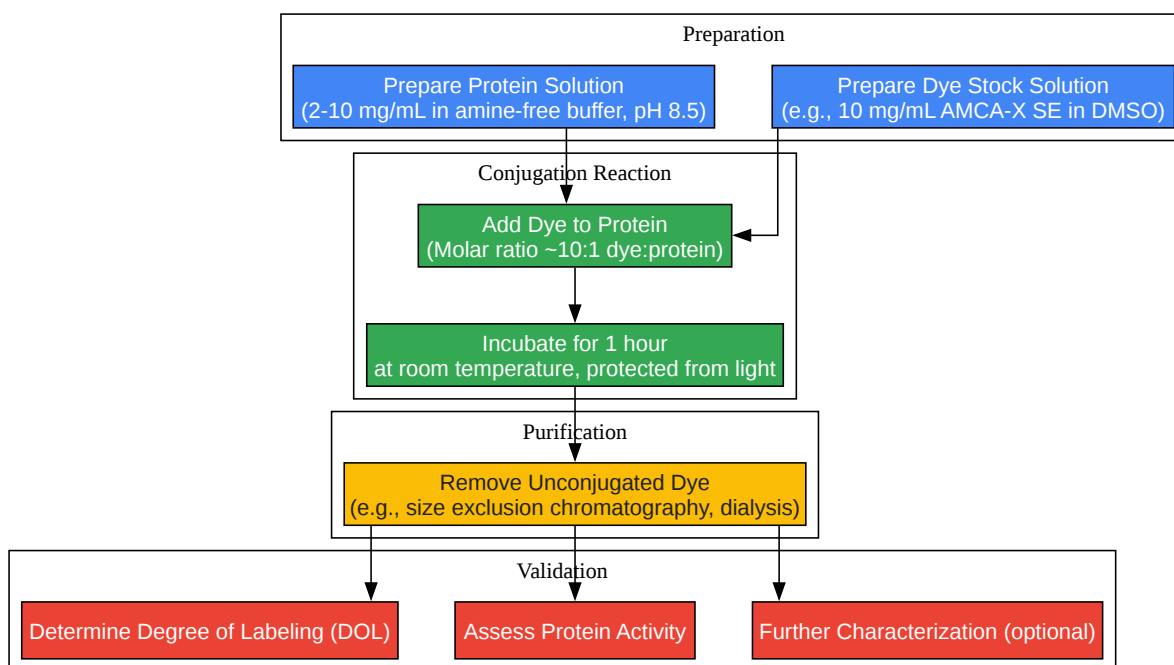 Preparation
Prepare Protein Solution
(2-10 mg/mL in amine-free buffer, pH 8.5)
Prepare Dye Stock Solution
(e.g., 10 mg/mL AMCA-X SE in DMSO)
Conjugation Reaction
Add Dye to Protein
(Molar ratio ~10:1 dye:protein)
Incubate for 1 hour
at room temperature, protected from light
Purification
Remove Unconjugated Dye
(e.g., size exclusion chromatography, dialysis)
Validation
Determine Degree of Labeling (DOL)
Assess Protein Activity
Further Characterization (optional)